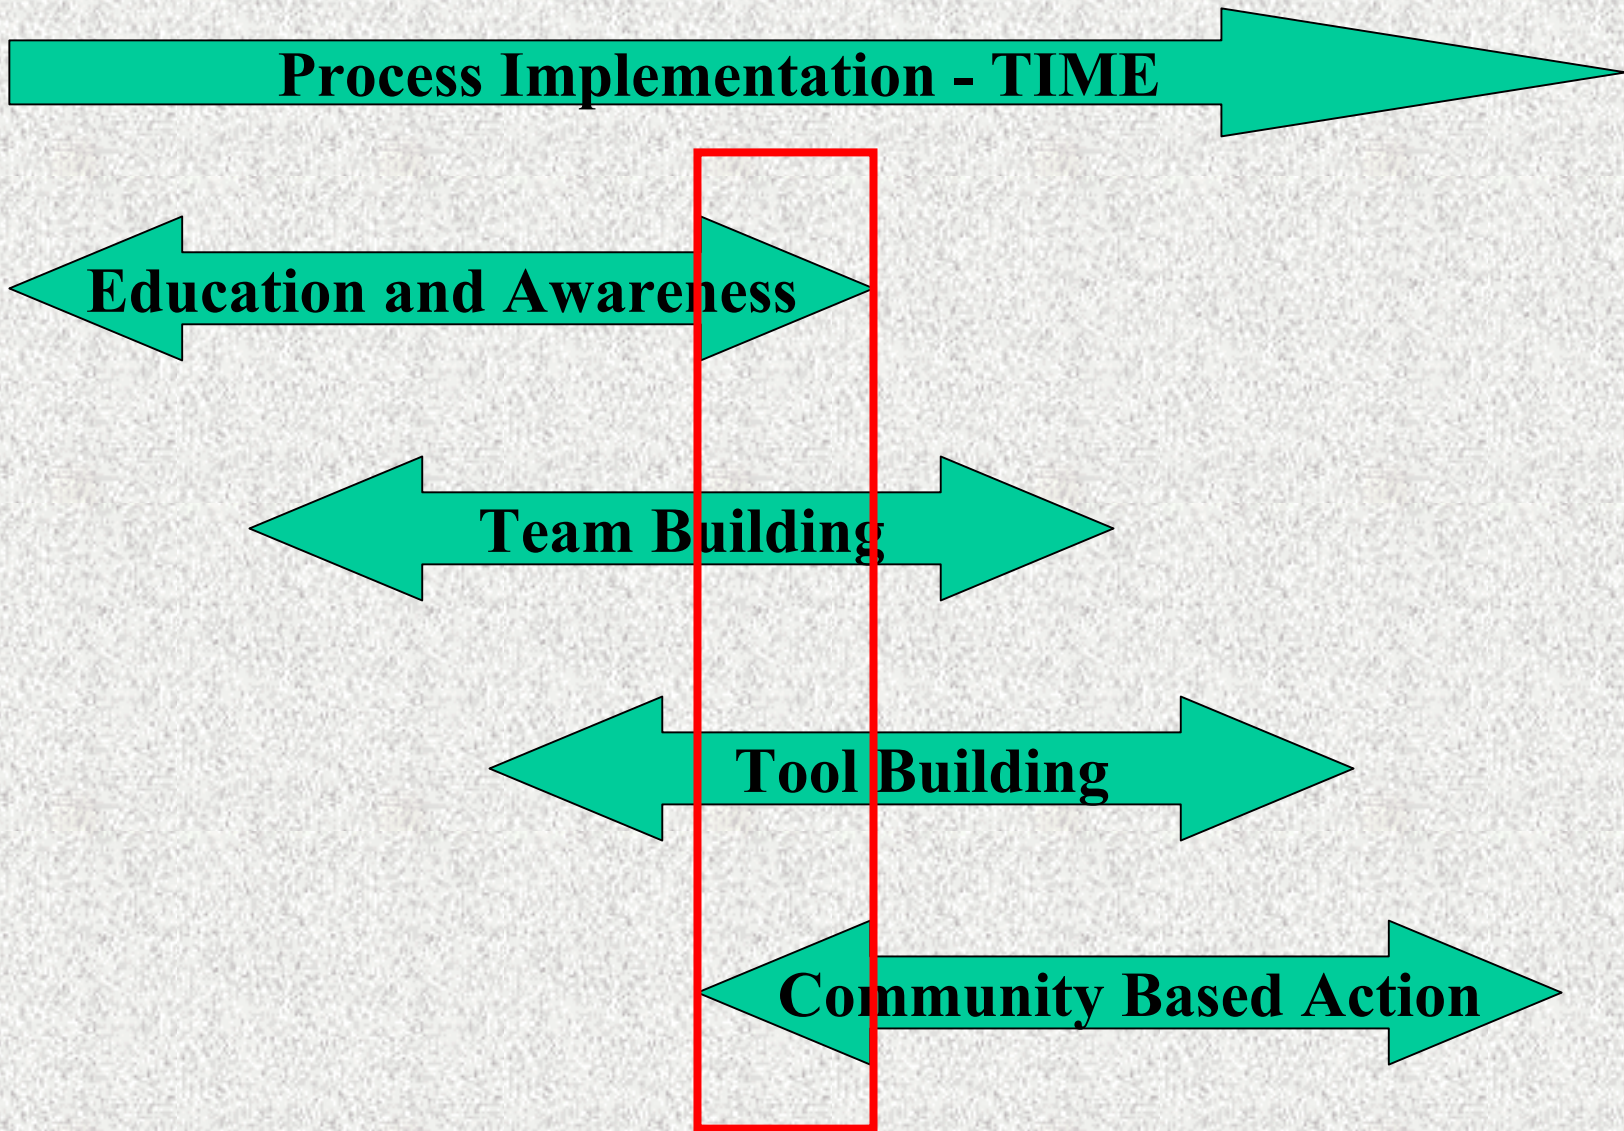 Process Implementation - TIME
Education and Awareness
Team Building
Tool Building
Community Based Action